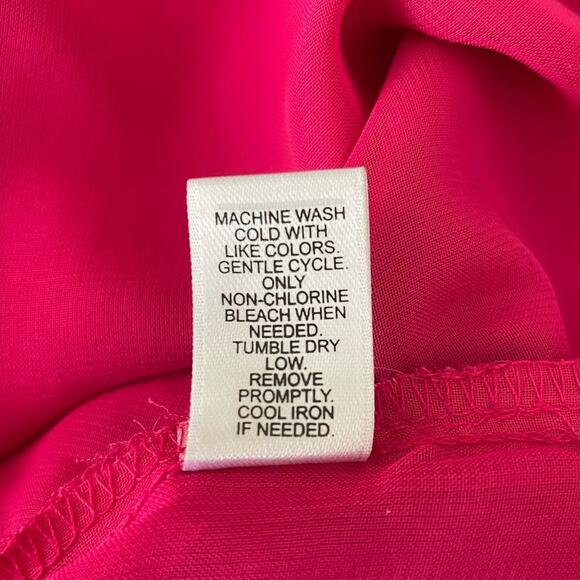 MACHINE WASH
COLD WITH
LIKE COLORS.
GENTLE CYCLE.
ONLY
NON-CHLORINE
BLEACH WHEN
NEEDED.
TUMBLE DRY
LOW.
REMOVE
PROMPTLY.
COOL IRON
IF NEEDED.